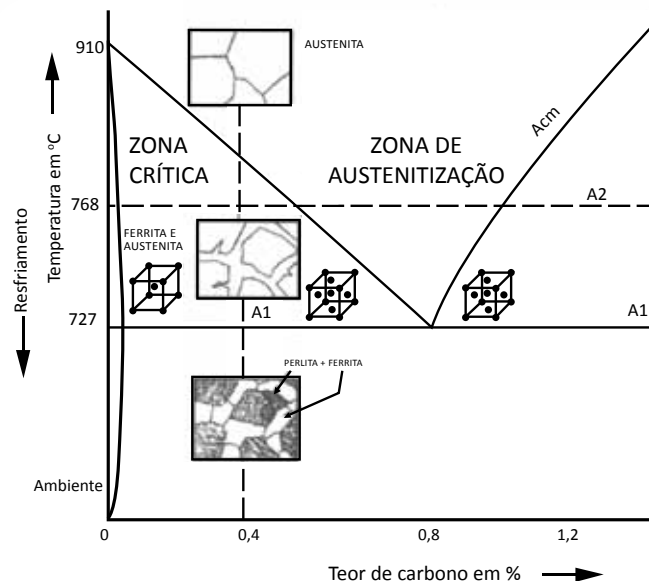 910
AUSTENITA
ZONA
CRÍTICA
ZONA DE
AUSTENITIZAÇÃO
Acm
Temperatura em °C
Resfriamento
768
A2
FERRITA E
AUSTENITA
727
A1
A1
PERLITA + FERRITA
Ambiente
0
0,4
0,8
1,2
Teor de carbono em %